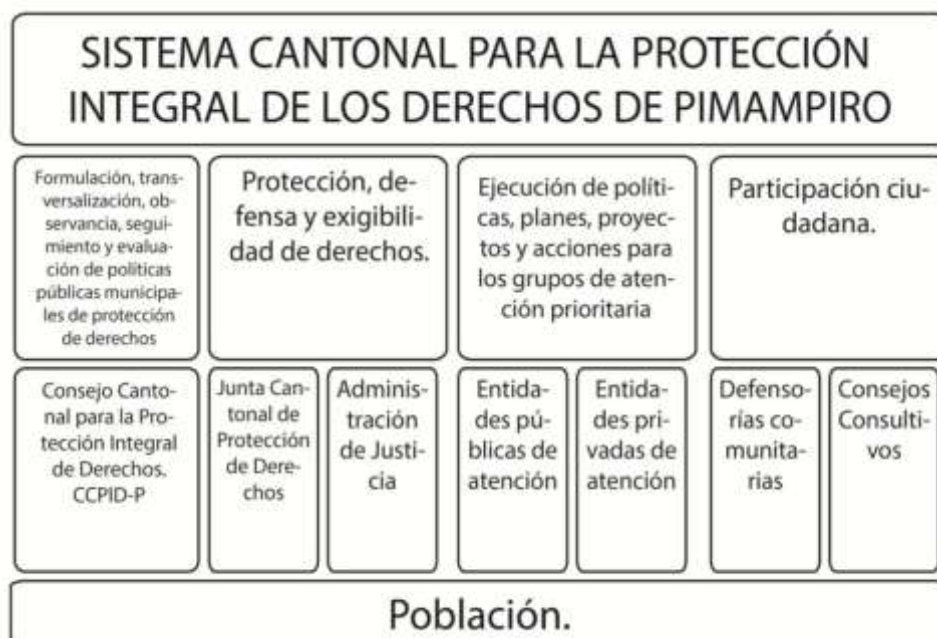 SISTEMA CANTONAL PARA LA PROTECCIÓN
INTEGRAL DE LOS DERECHOS DE PIMAMPIRO
Formulación, trans-
versalización, ob-
servancia, segui-
miento y evalua-
ción de políticas
públicas municipa-
les de protección
de derechos
Protección, de-
fensa y exigibili-
dad de derechos.
Ejecución de políti-
cas, planes, proyec-
tos y acciones para
los grupos de aten-
ción prioritaria
Participación ciu-
dadana.
Consejo Canto-
nal para la Pro-
tección Integral
de Derechos.
CCPID-P
Junta Can-
tonal de
Protección
de Dere-
chos
Adminis-
tración
de Justi-
cia
Entida-
des pú-
blicas de
atención
Entida-
des pri-
vadas de
atención
Defenso-
rías co-
munita-
rias
Consejos
Consulti-
vos
Población.